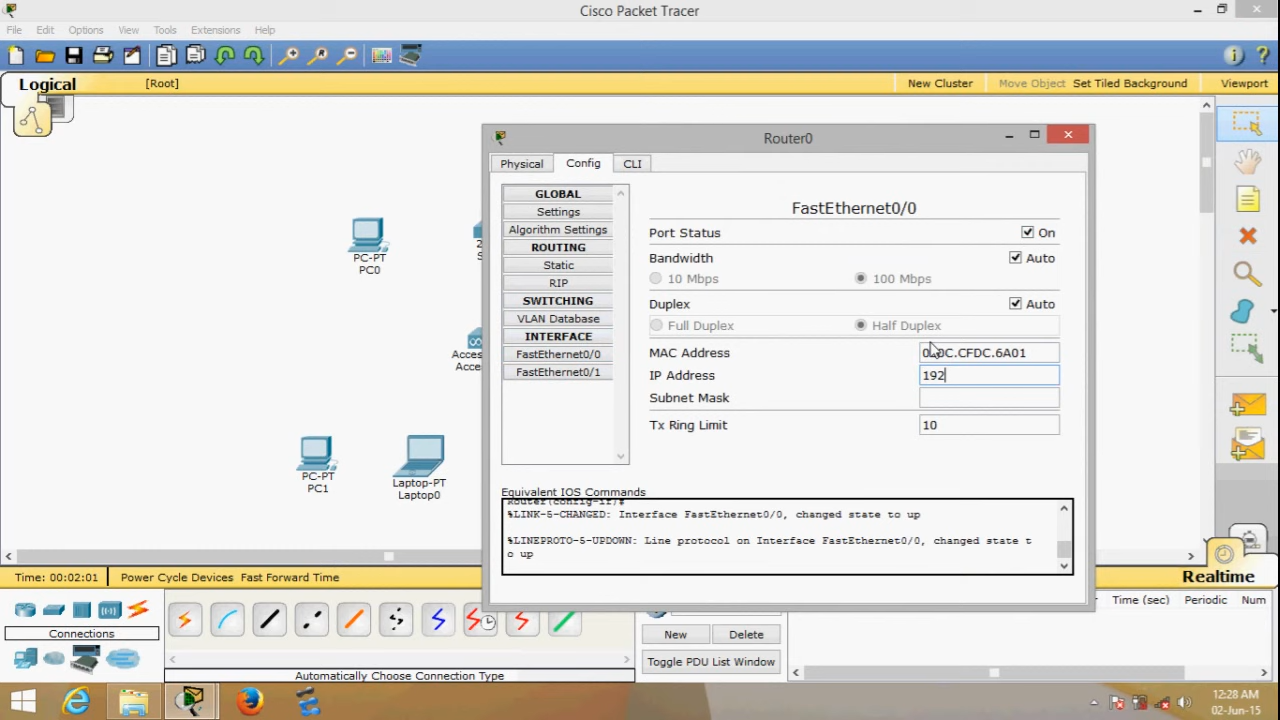 Cisco Packet Tracer
File Edit Options View Tools Extensions Help
Logical [Root] New Cluster Move Object Set Tiled Background Viewport
Router0
Physical Config CLI
GLOBAL
Settings
Algorithm Settings
ROUTING
Static
RIP
SWITCHING
VLAN Database
INTERFACE
FastEthernet0/0
FastEthernet0/1
FastEthernet0/0
Port Status On
Bandwidth Auto
10 Mbps 100 Mbps
Duplex Auto
Full Duplex Half Duplex
MAC Address .CFDC.6A01
IP Address 192
Subnet Mask
Tx Ring Limit 10
Equivalent IOS Commands
Router(config-if)#
%LINK-5-CHANGED: Interface FastEthernet0/0, changed state to up
%LINEPROTO-5-UPDOWN: Line protocol on Interface FastEthernet0/0, changed state t
o up
PC-PT
PC0
2
S
Acces
Acce
PC-PT
PC1
Laptop-PT
Laptop0
Time: 00:02:01 Power Cycle Devices Fast Forward Time
Realtime
Connections
Automatically Choose Connection Type
New Delete
Toggle PDU List Window
Time (sec) Periodic Num
12:28 AM
02-Jun-15